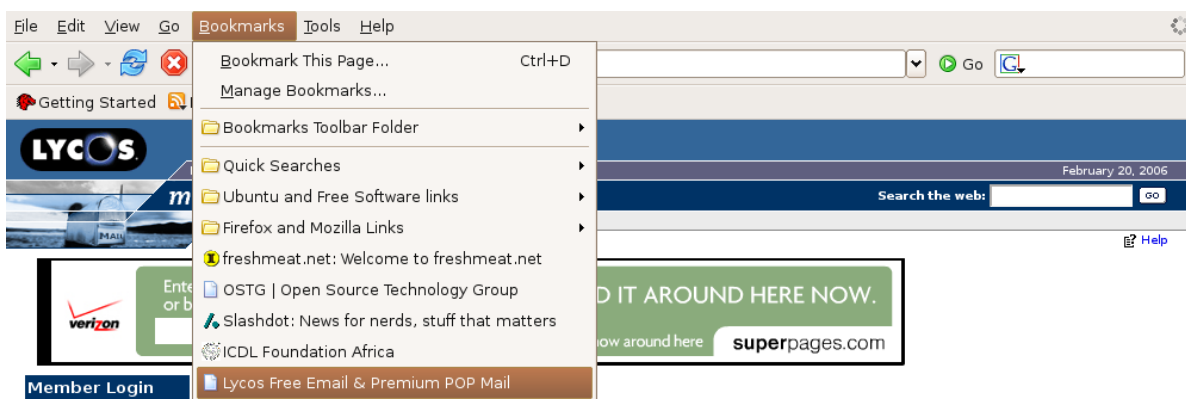 File Edit View Go Bookmarks Tools Help
Bookmark This Page... Ctrl+D
Go G
Getting Started
Manage Bookmarks...
Bookmarks Toolbar Folder
LYCOS
Quick Searches
February 20, 2006
Ubuntu and Free Software links
m
Search the web: GO
Firefox and Mozilla Links
MAIL
Help
freshmeat.net: Welcome to freshmeat.net
Ente
or b
OSTG | Open Source Technology Group
D IT AROUND HERE NOW.
verizon
Slashdot: News for nerds, stuff that matters
now around here superpages.com
ICDL Foundation Africa
Member Login
Lycos Free Email & Premium POP Mail